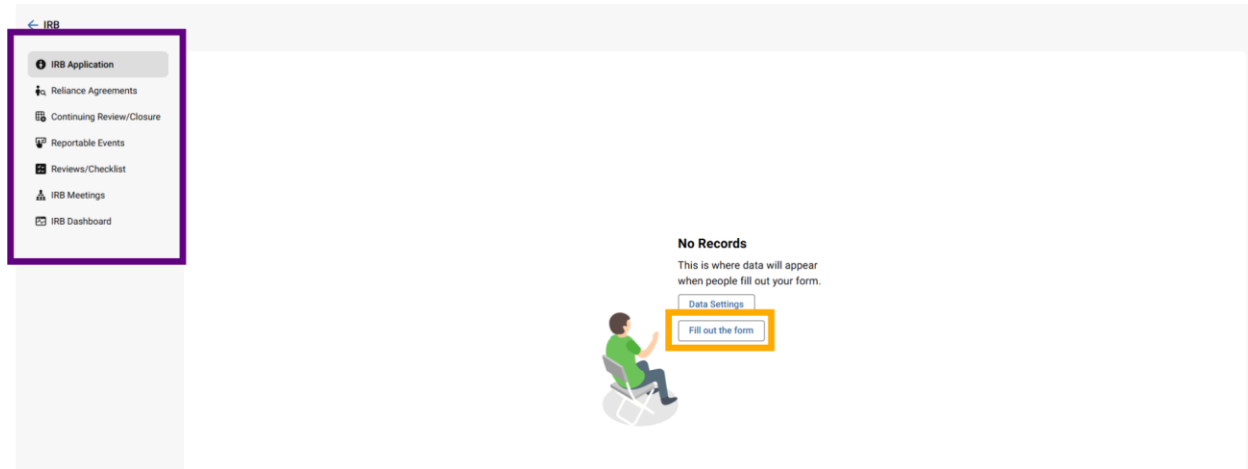 ← IRB
IRB Application
Reliance Agreements
Continuing Review/Closure
Reportable Events
Reviews/Checklist
IRB Meetings
IRB Dashboard
No Records
This is where data will appear
when people fill out your form.
Data Settings
Fill out the form